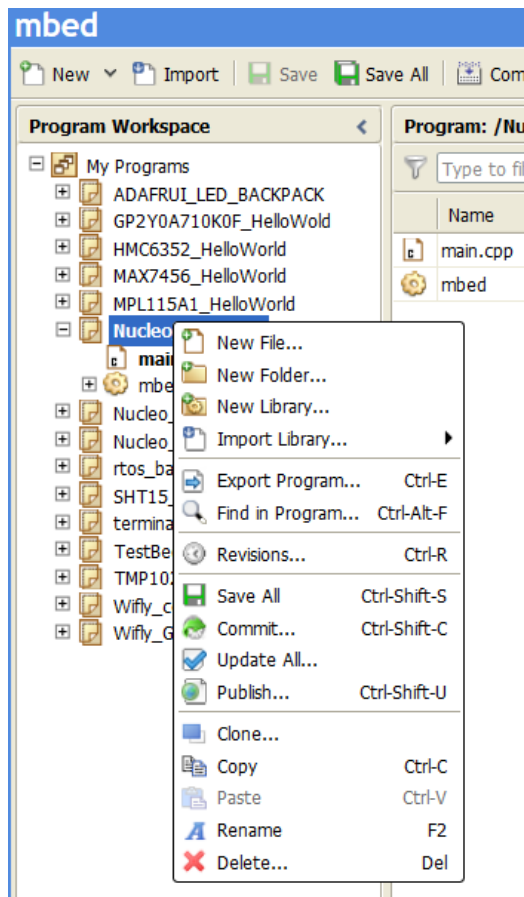 mbed
New Import Save Save All Com
Program Workspace
Program: /Nu
My Programs
Type to fil
ADAFRUI_LED_BACKPACK
Name
GP2Y0A710K0F_HelloWold
HMC6352_HelloWorld
main.cpp
MAX7456_HelloWorld
mbed
MPL115A1_HelloWorld
Nucleo
main
mbe
Nucleo_
Nucleo_
rtos_ba
SHT15_
termina
TestBe
TMP102
Wifly_c
Wifly_G
New File...
New Folder...
New Library...
Import Library...
Export Program... Ctrl-E
Find in Program... Ctrl-Alt-F
Revisions... Ctrl-R
Save All Ctrl-Shift-S
Commit... Ctrl-Shift-C
Update All...
Publish... Ctrl-Shift-U
Clone...
Copy Ctrl-C
Paste Ctrl-V
Rename F2
Delete... Del